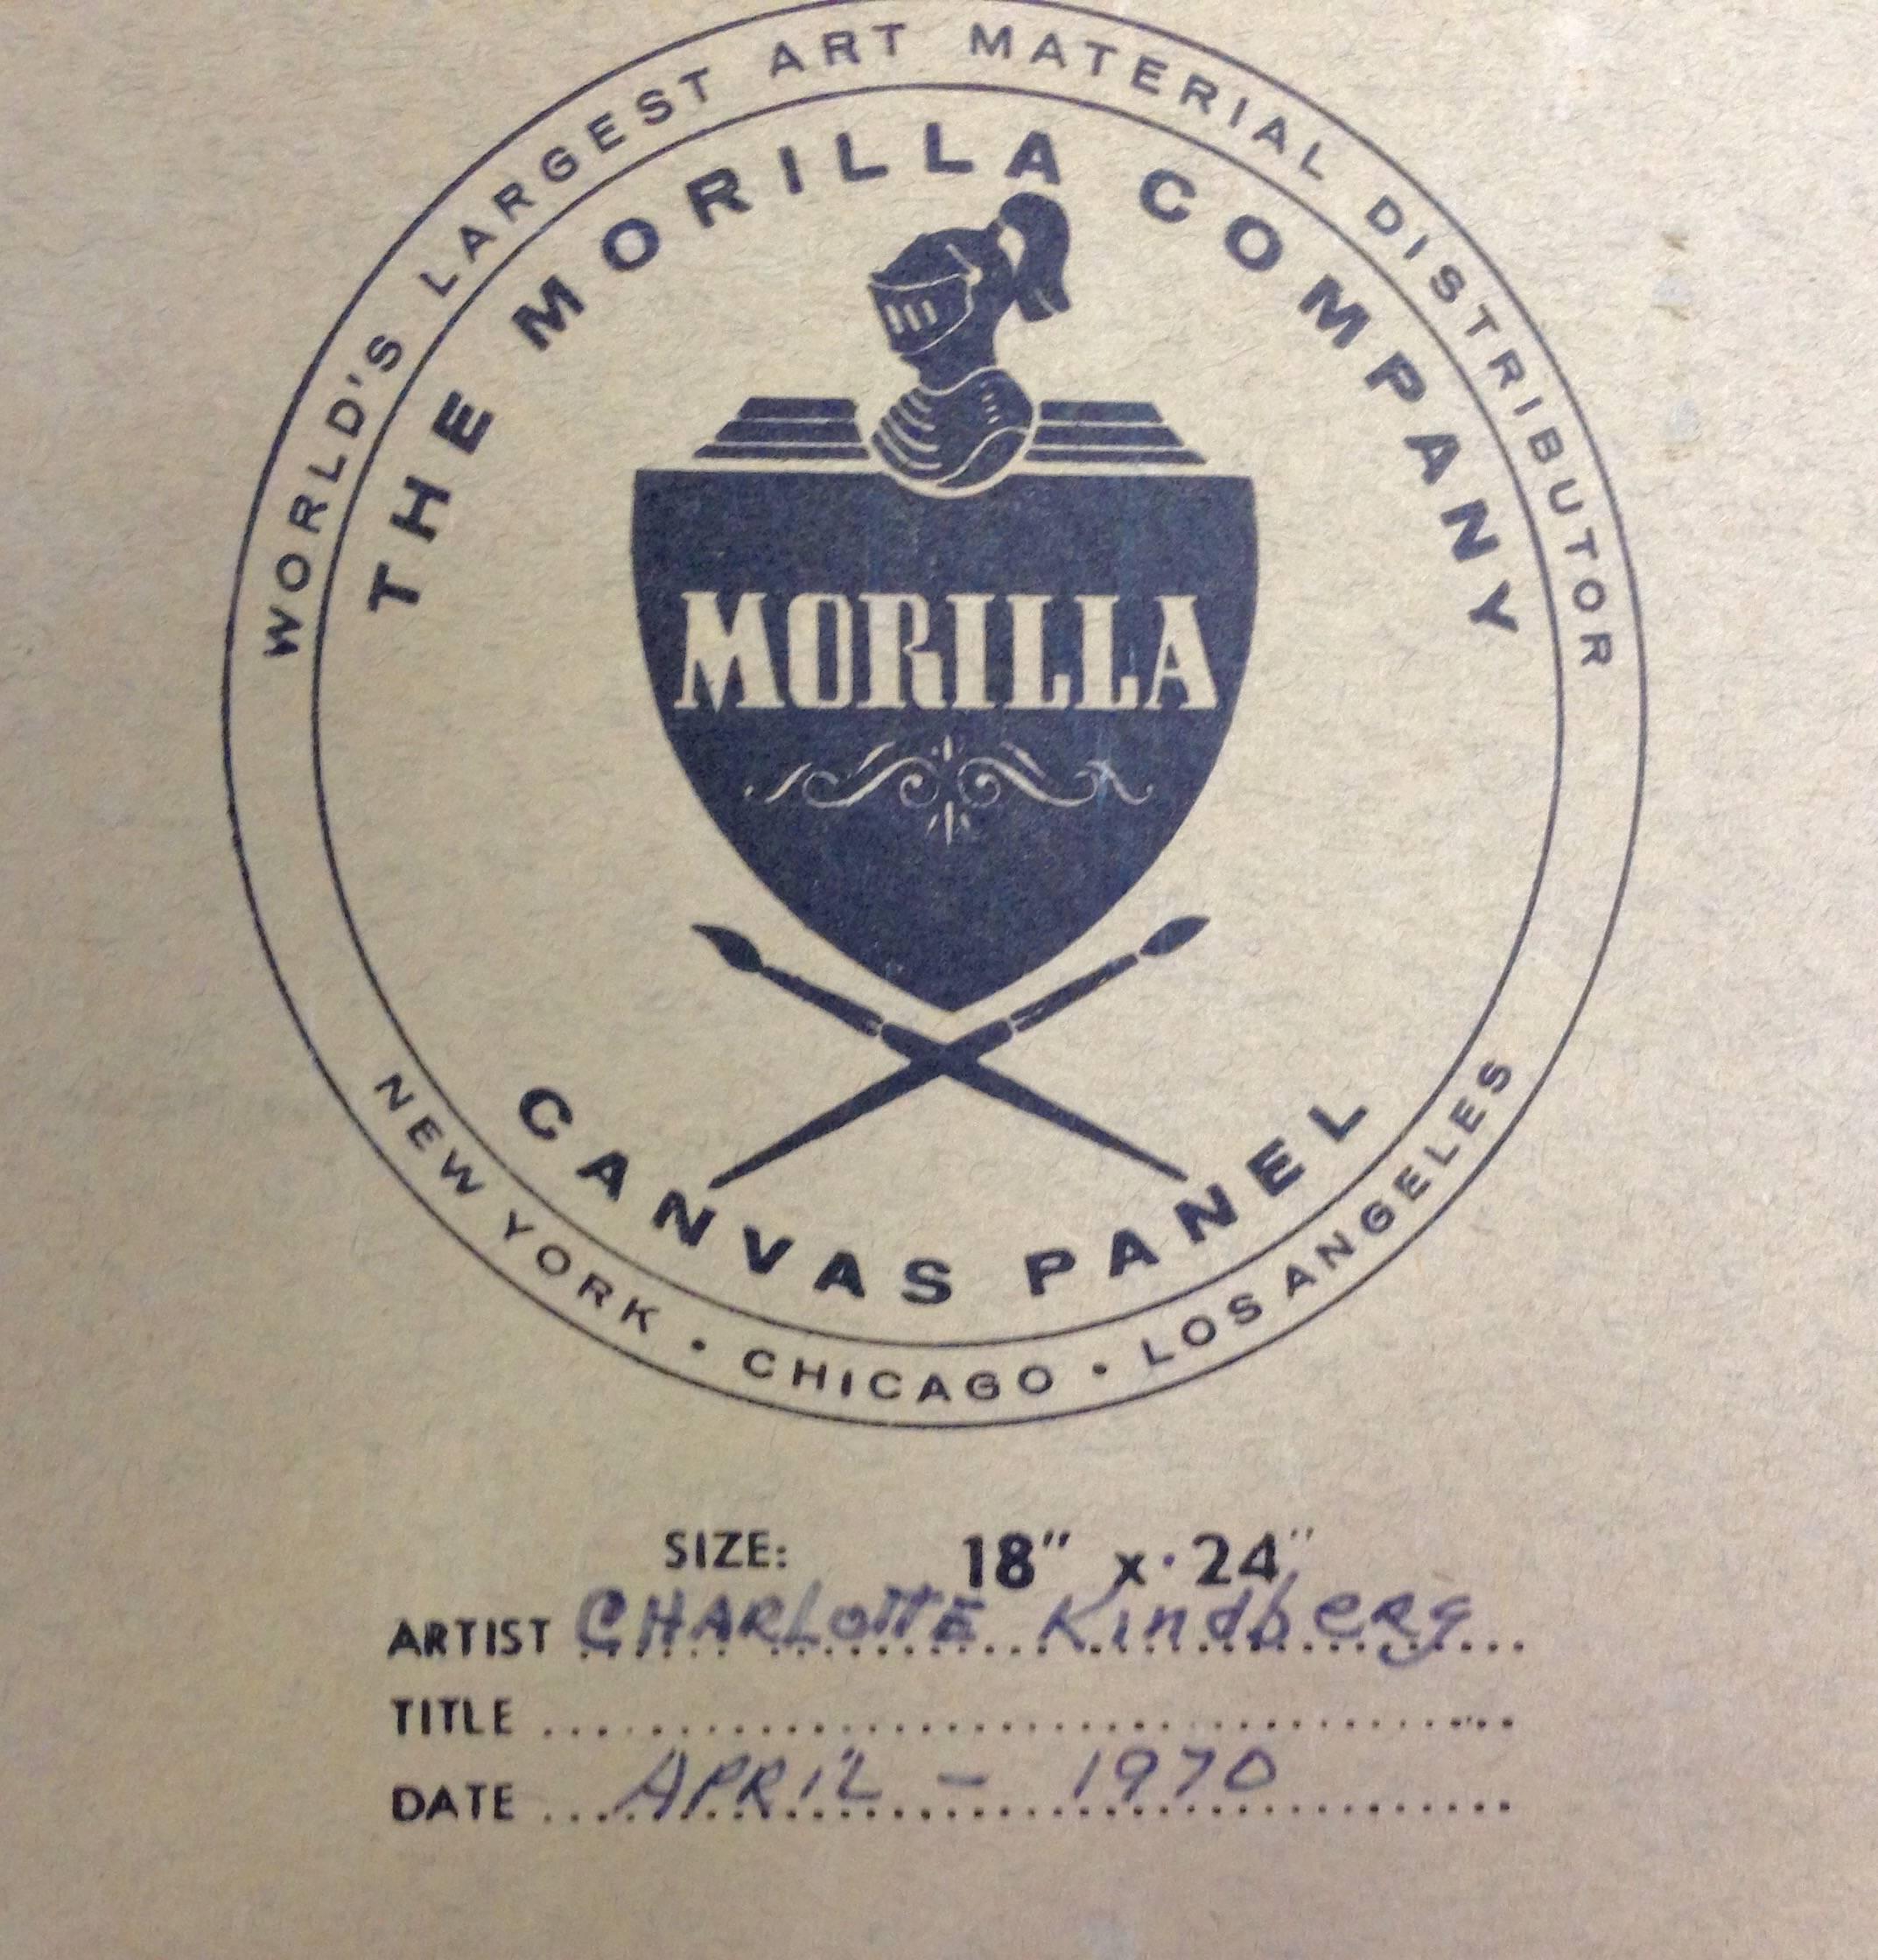 WORLD'S LARGEST ART MATERIAL DISTRIBUTOR
THE MORILLA COMPANY
MORILLA
CANVAS PANEL
NEW YORK • CHICAGO • LOS ANGELES
SIZE: 18" x 24"
ARTIST CHARLOTTE Kindberg
TITLE
DATE APRIL - 1970